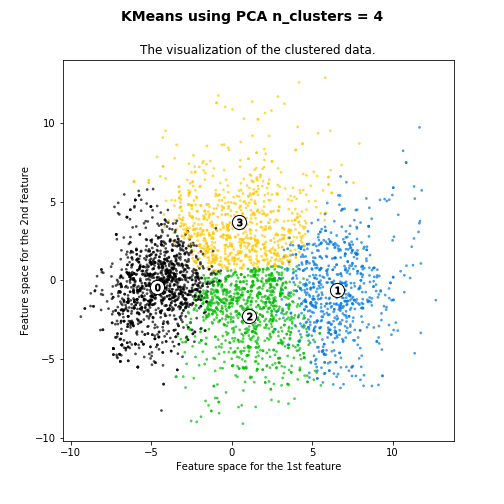 KMeans using PCA n_clusters = 4
The visualization of the clustered data.
Feature space for the 2nd feature
10
5
0
−5
−10
3
0
1
2
−10 −5 0 5 10
Feature space for the 1st feature